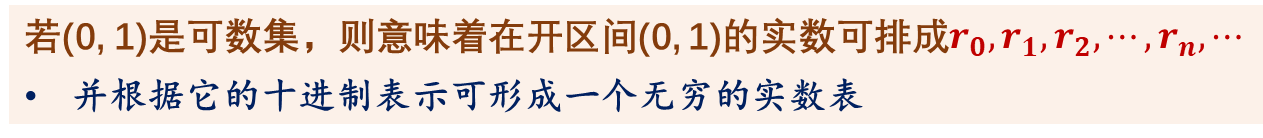 若(0, 1)是可数集，则意味着在开区间(0, 1)的实数可排成r₀, r₁, r₂, ⋯, rₙ, ⋯
• 并根据它的十进制表示可形成一个无穷的实数表